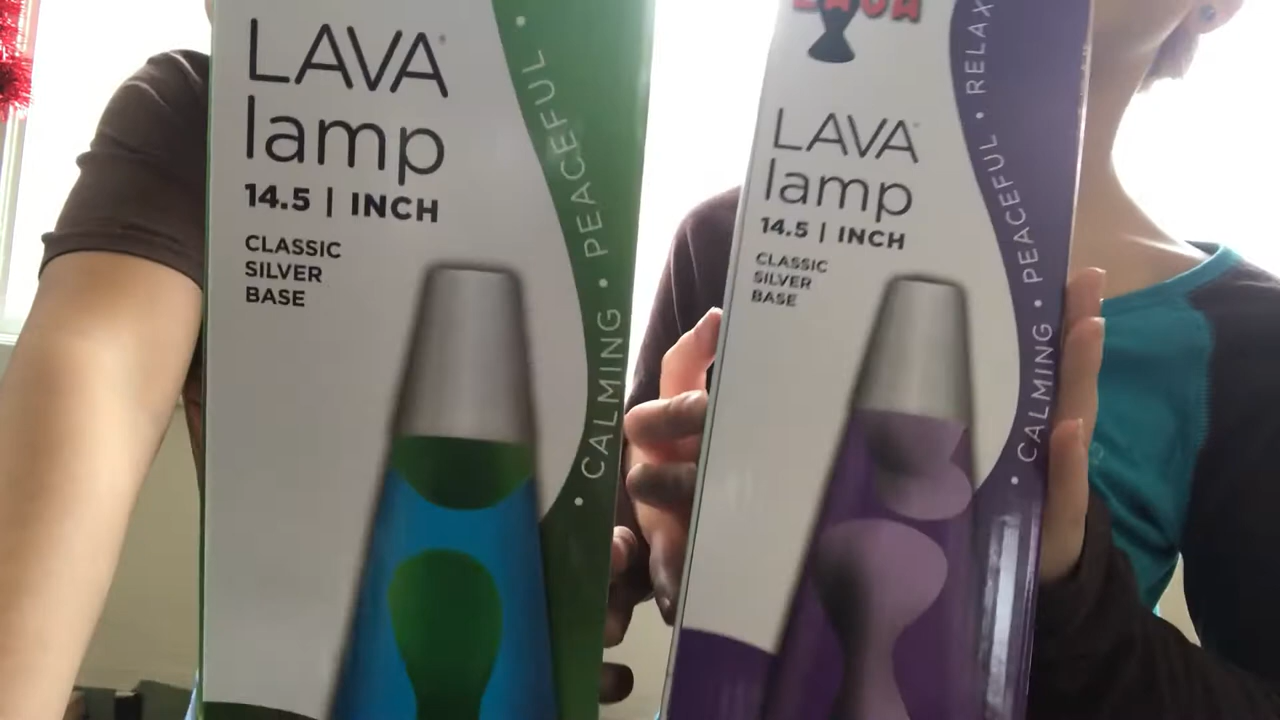 LAVA
lamp
14.5 | INCH
CLASSIC
SILVER
BASE
• CALMING • PEACEFUL •
LAVA
LAVA
lamp
14.5 | INCH
CLASSIC
SILVER
BASE
• CALMING • PEACEFUL • RELAX